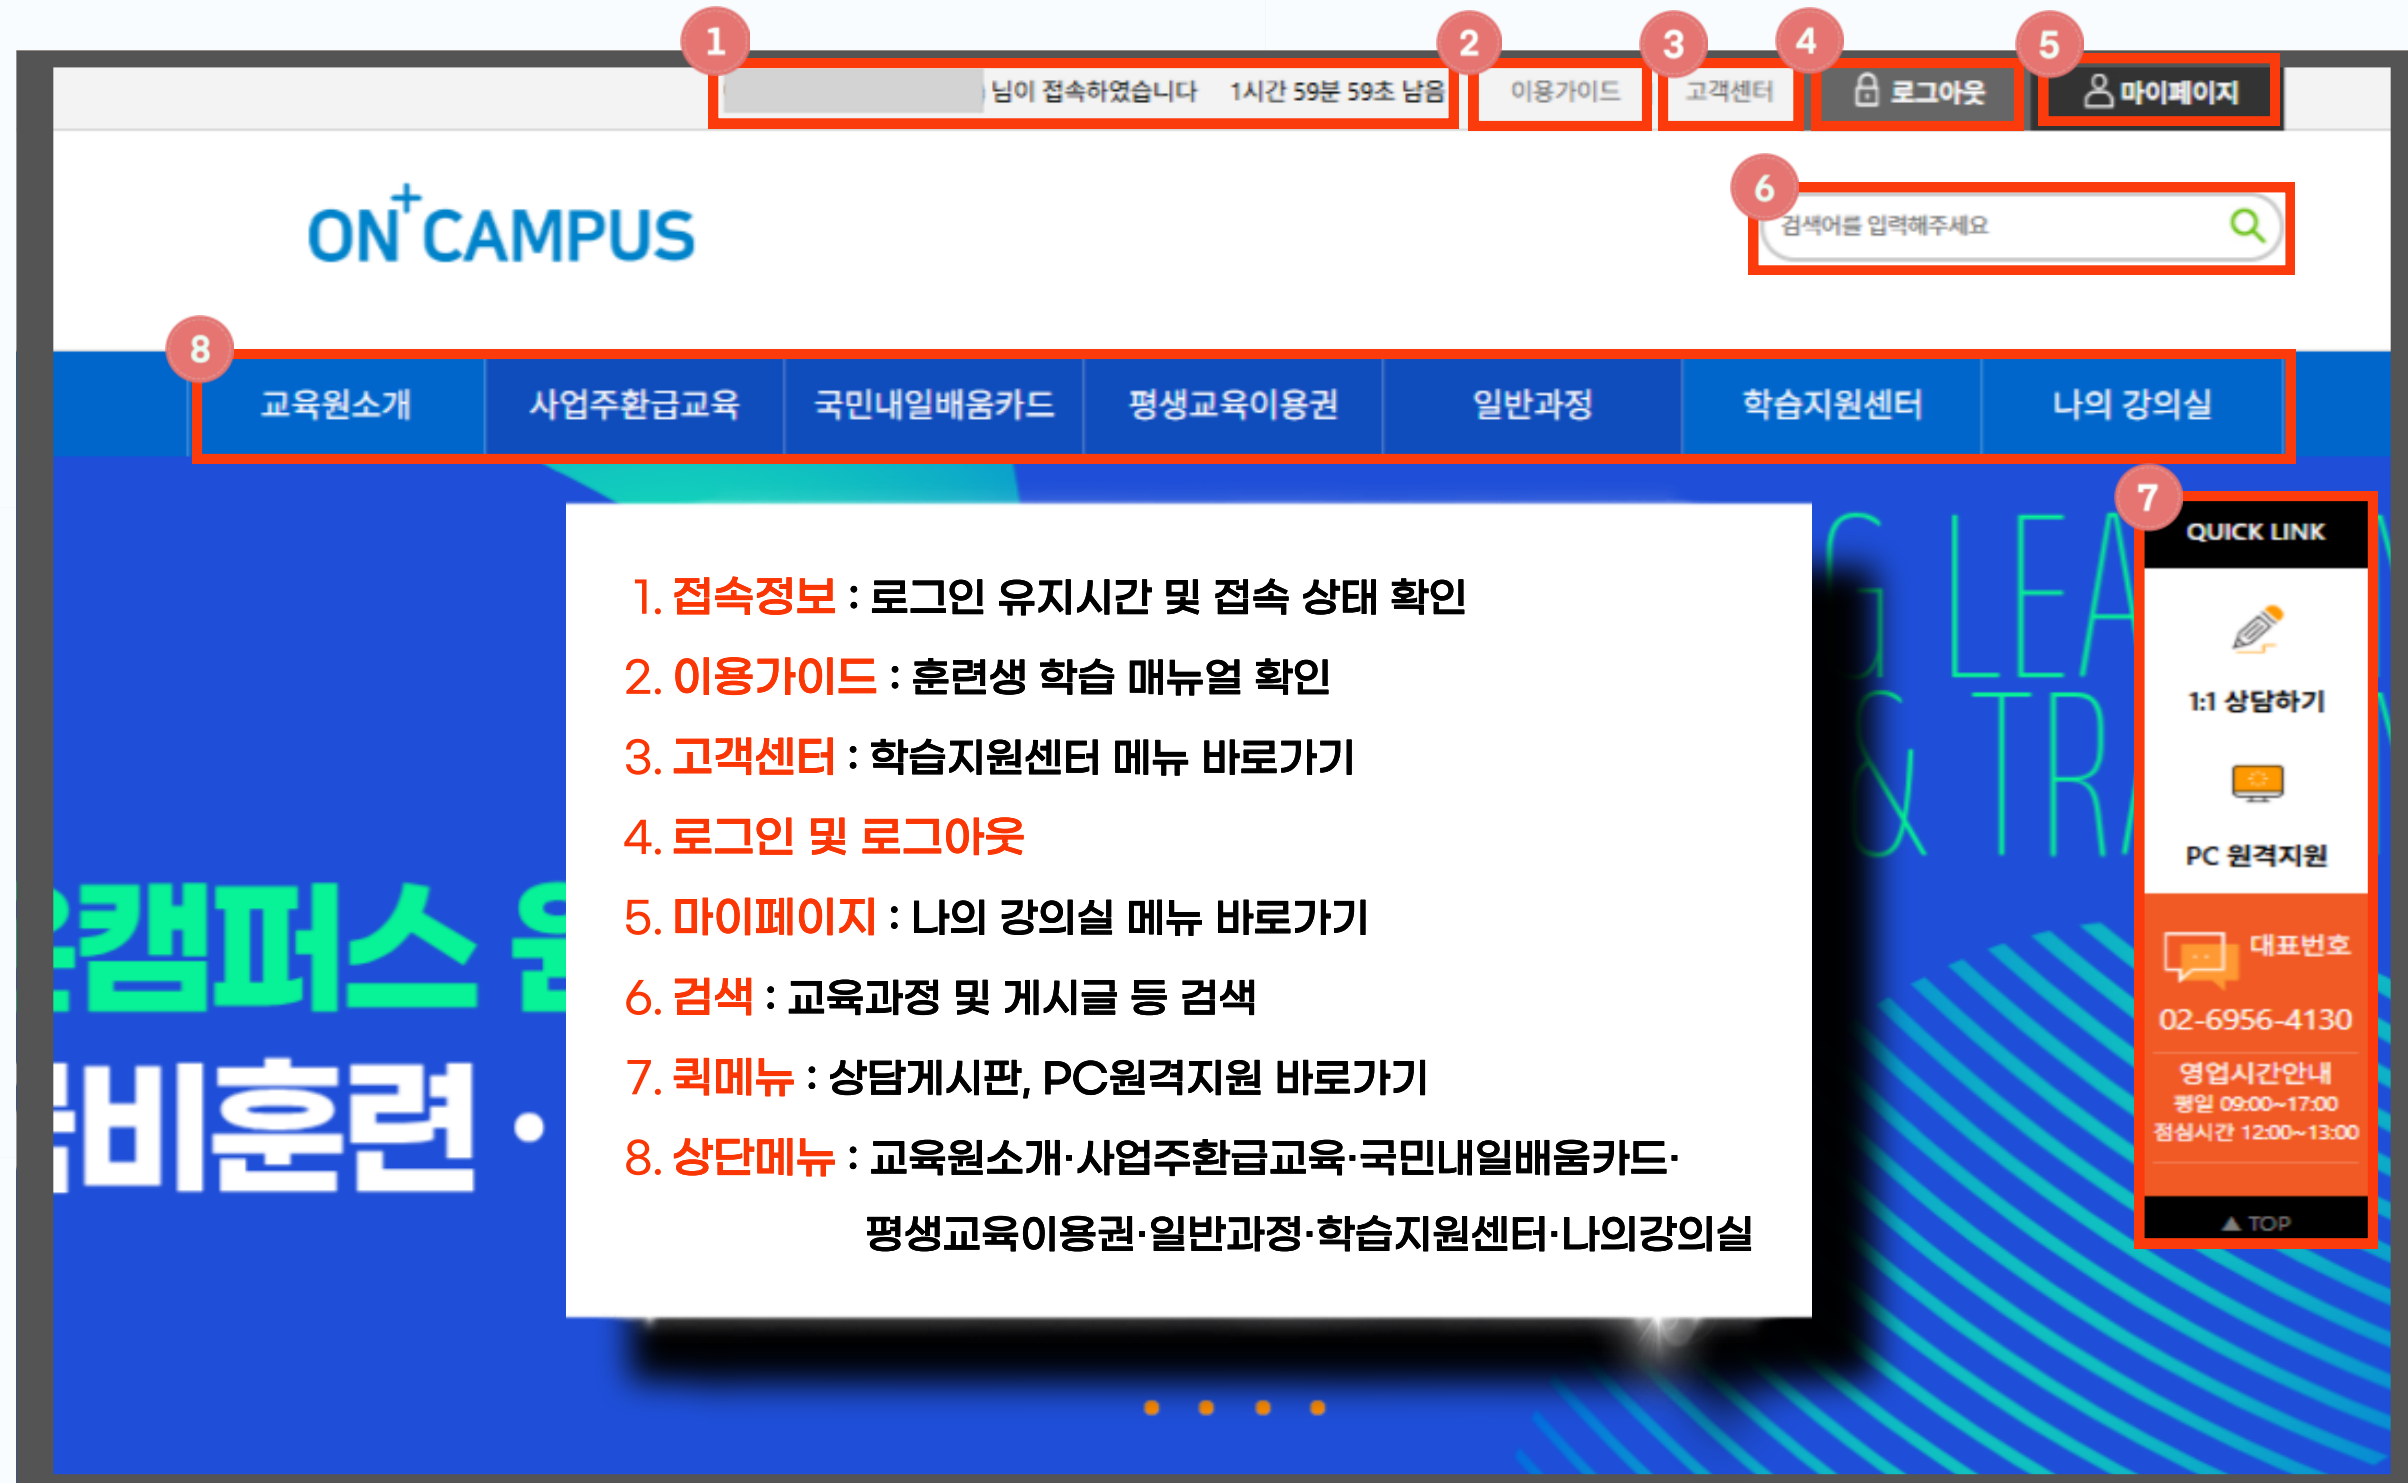 1 2 3 4 5
님이 접속하였습니다 1시간 59분 59초 남음 이용가이드 고객센터 로그아웃 마이페이지
ON+CAMPUS
6
검색어를 입력해주세요
8
교육원소개 사업주환급교육 국민내일배움카드 평생교육이용권 일반과정 학습지원센터 나의 강의실
7
QUICK LINK
1:1 상담하기
PC 원격지원
대표번호
02-6956-4130
영업시간안내
평일 09:00~17:00
점심시간 12:00~13:00
▲ TOP
G LEA
& TRA
캠퍼스
비훈련 ·
1. 접속정보 : 로그인 유지시간 및 접속 상태 확인
2. 이용가이드 : 훈련생 학습 매뉴얼 확인
3. 고객센터 : 학습지원센터 메뉴 바로가기
4. 로그인 및 로그아웃
5. 마이페이지 : 나의 강의실 메뉴 바로가기
6. 검색 : 교육과정 및 게시글 등 검색
7. 퀵메뉴 : 상담게시판, PC원격지원 바로가기
8. 상단메뉴 : 교육원소개·사업주환급교육·국민내일배움카드·
평생교육이용권·일반과정·학습지원센터·나의강의실